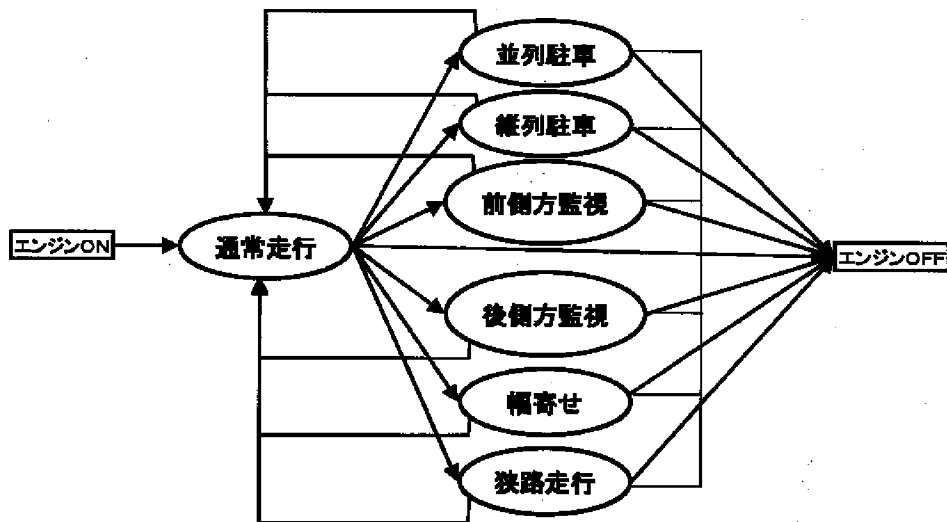 並列駐車
縦列駐車
前側方監視
エンジンON
通常走行
エンジンOFF
後側方監視
幅寄せ
狭路走行